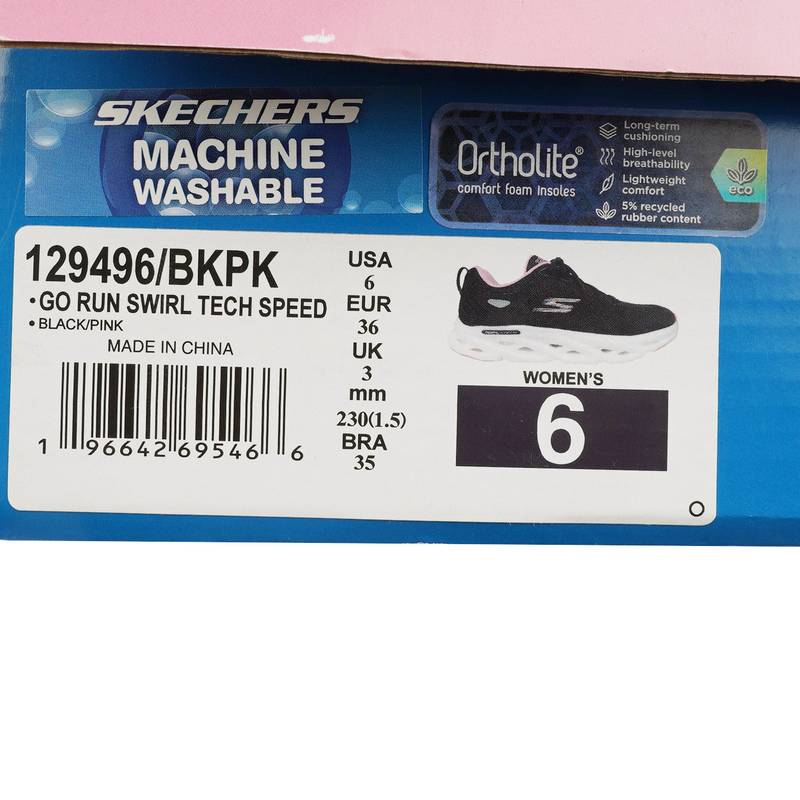 SKECHERS
MACHINE
WASHABLE
Ortholite®
comfort foam insoles
Long-term
cushioning
High-level
breathability
Lightweight
comfort
5% recycled
rubber content
eco
129496/BKPK
•GO RUN SWIRL TECH SPEED
•BLACK/PINK
MADE IN CHINA
1 96642 69546 6
USA
6
EUR
36
UK
3
mm
230(1.5)
BRA
35
WOMEN'S
6
O